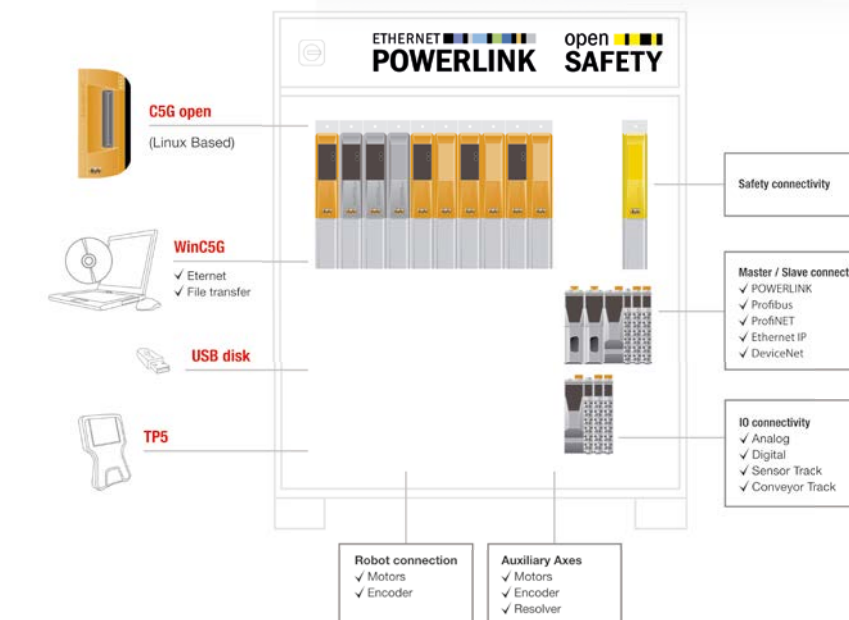 ETHERNET
POWERLINK
open
SAFETY
C5G open
(Linux Based)
WinC5G
✓ Eternet
✓ File transfer
USB disk
TP5
Safety connectivity
Master / Slave connect
✓ POWERLINK
✓ Profibus
✓ ProfiNET
✓ Ethernet IP
✓ DeviceNet
IO connectivity
✓ Analog
✓ Digital
✓ Sensor Track
✓ Conveyor Track
Robot connection
✓ Motors
✓ Encoder
Auxiliary Axes
✓ Motors
✓ Encoder
✓ Resolver